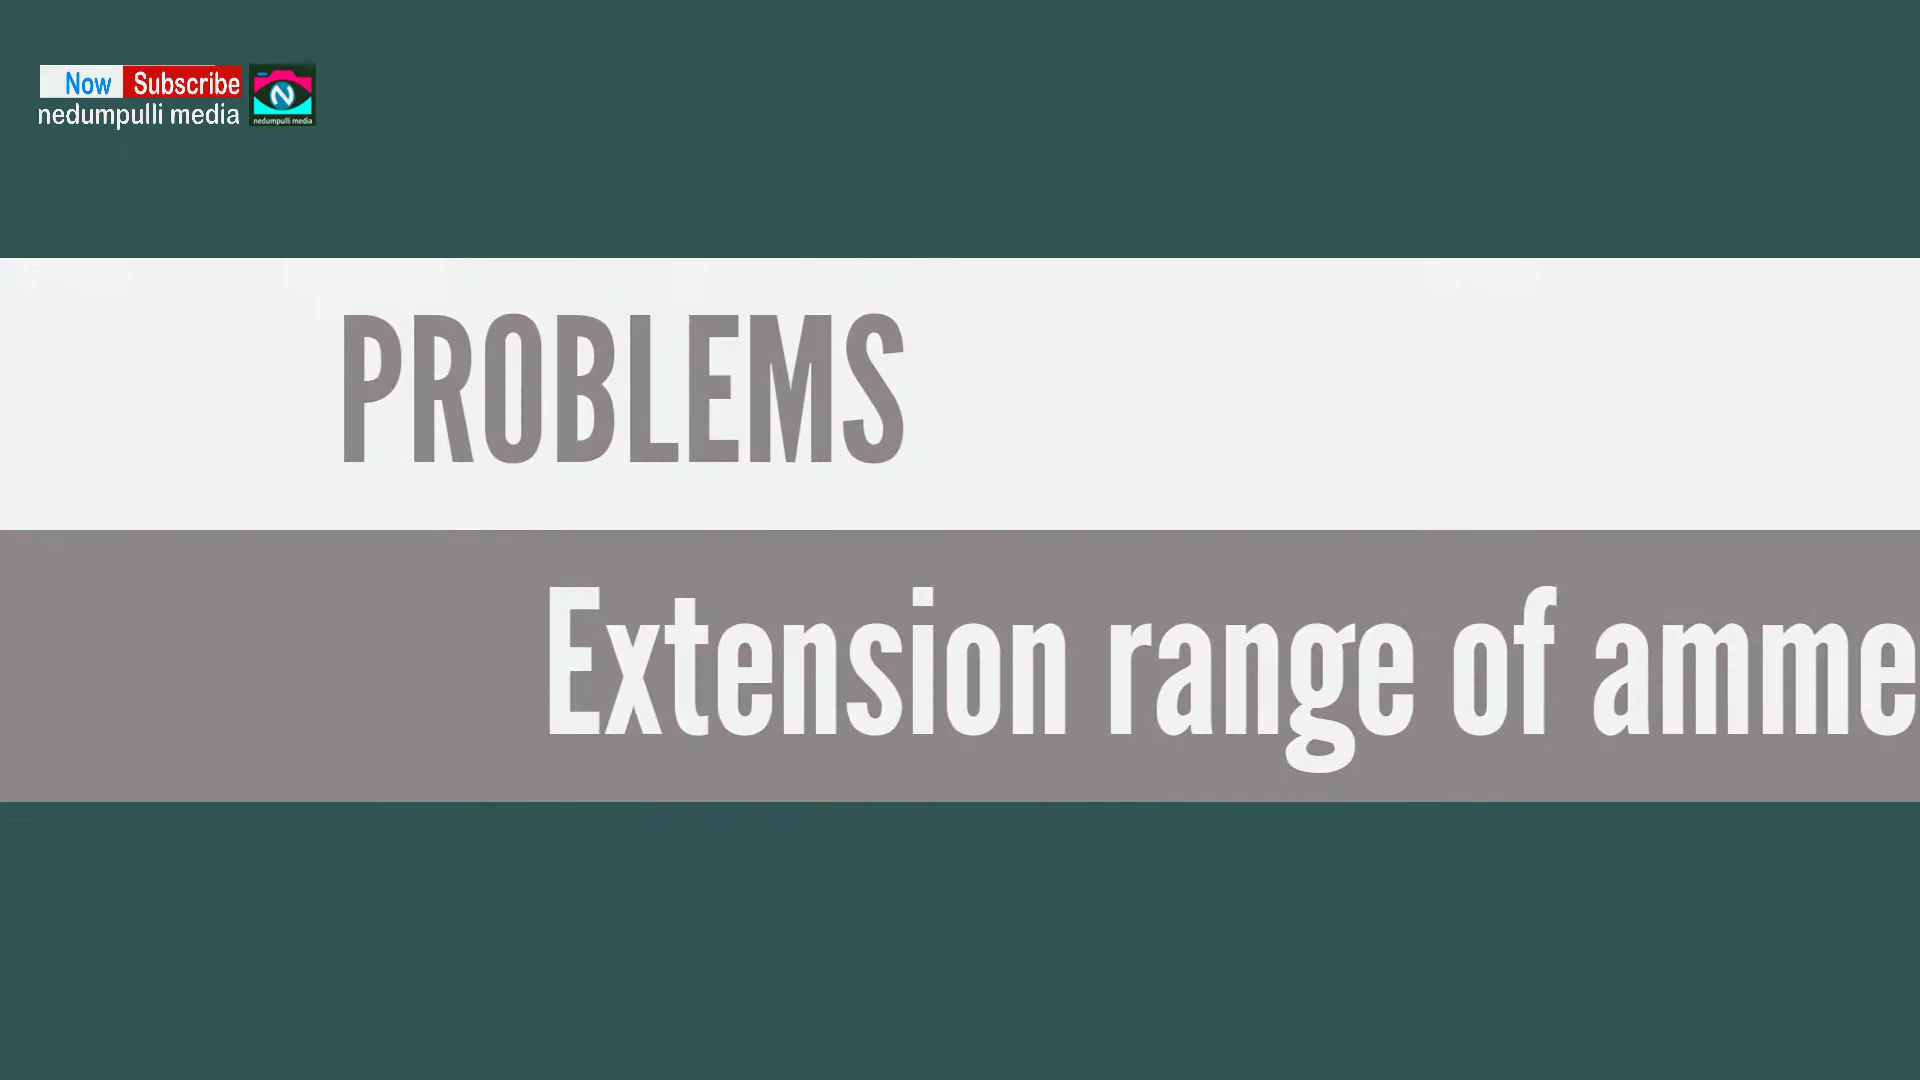 Now Subscribe
nedumpulli media
nedumpulli media
PROBLEMS
Extension range of amme